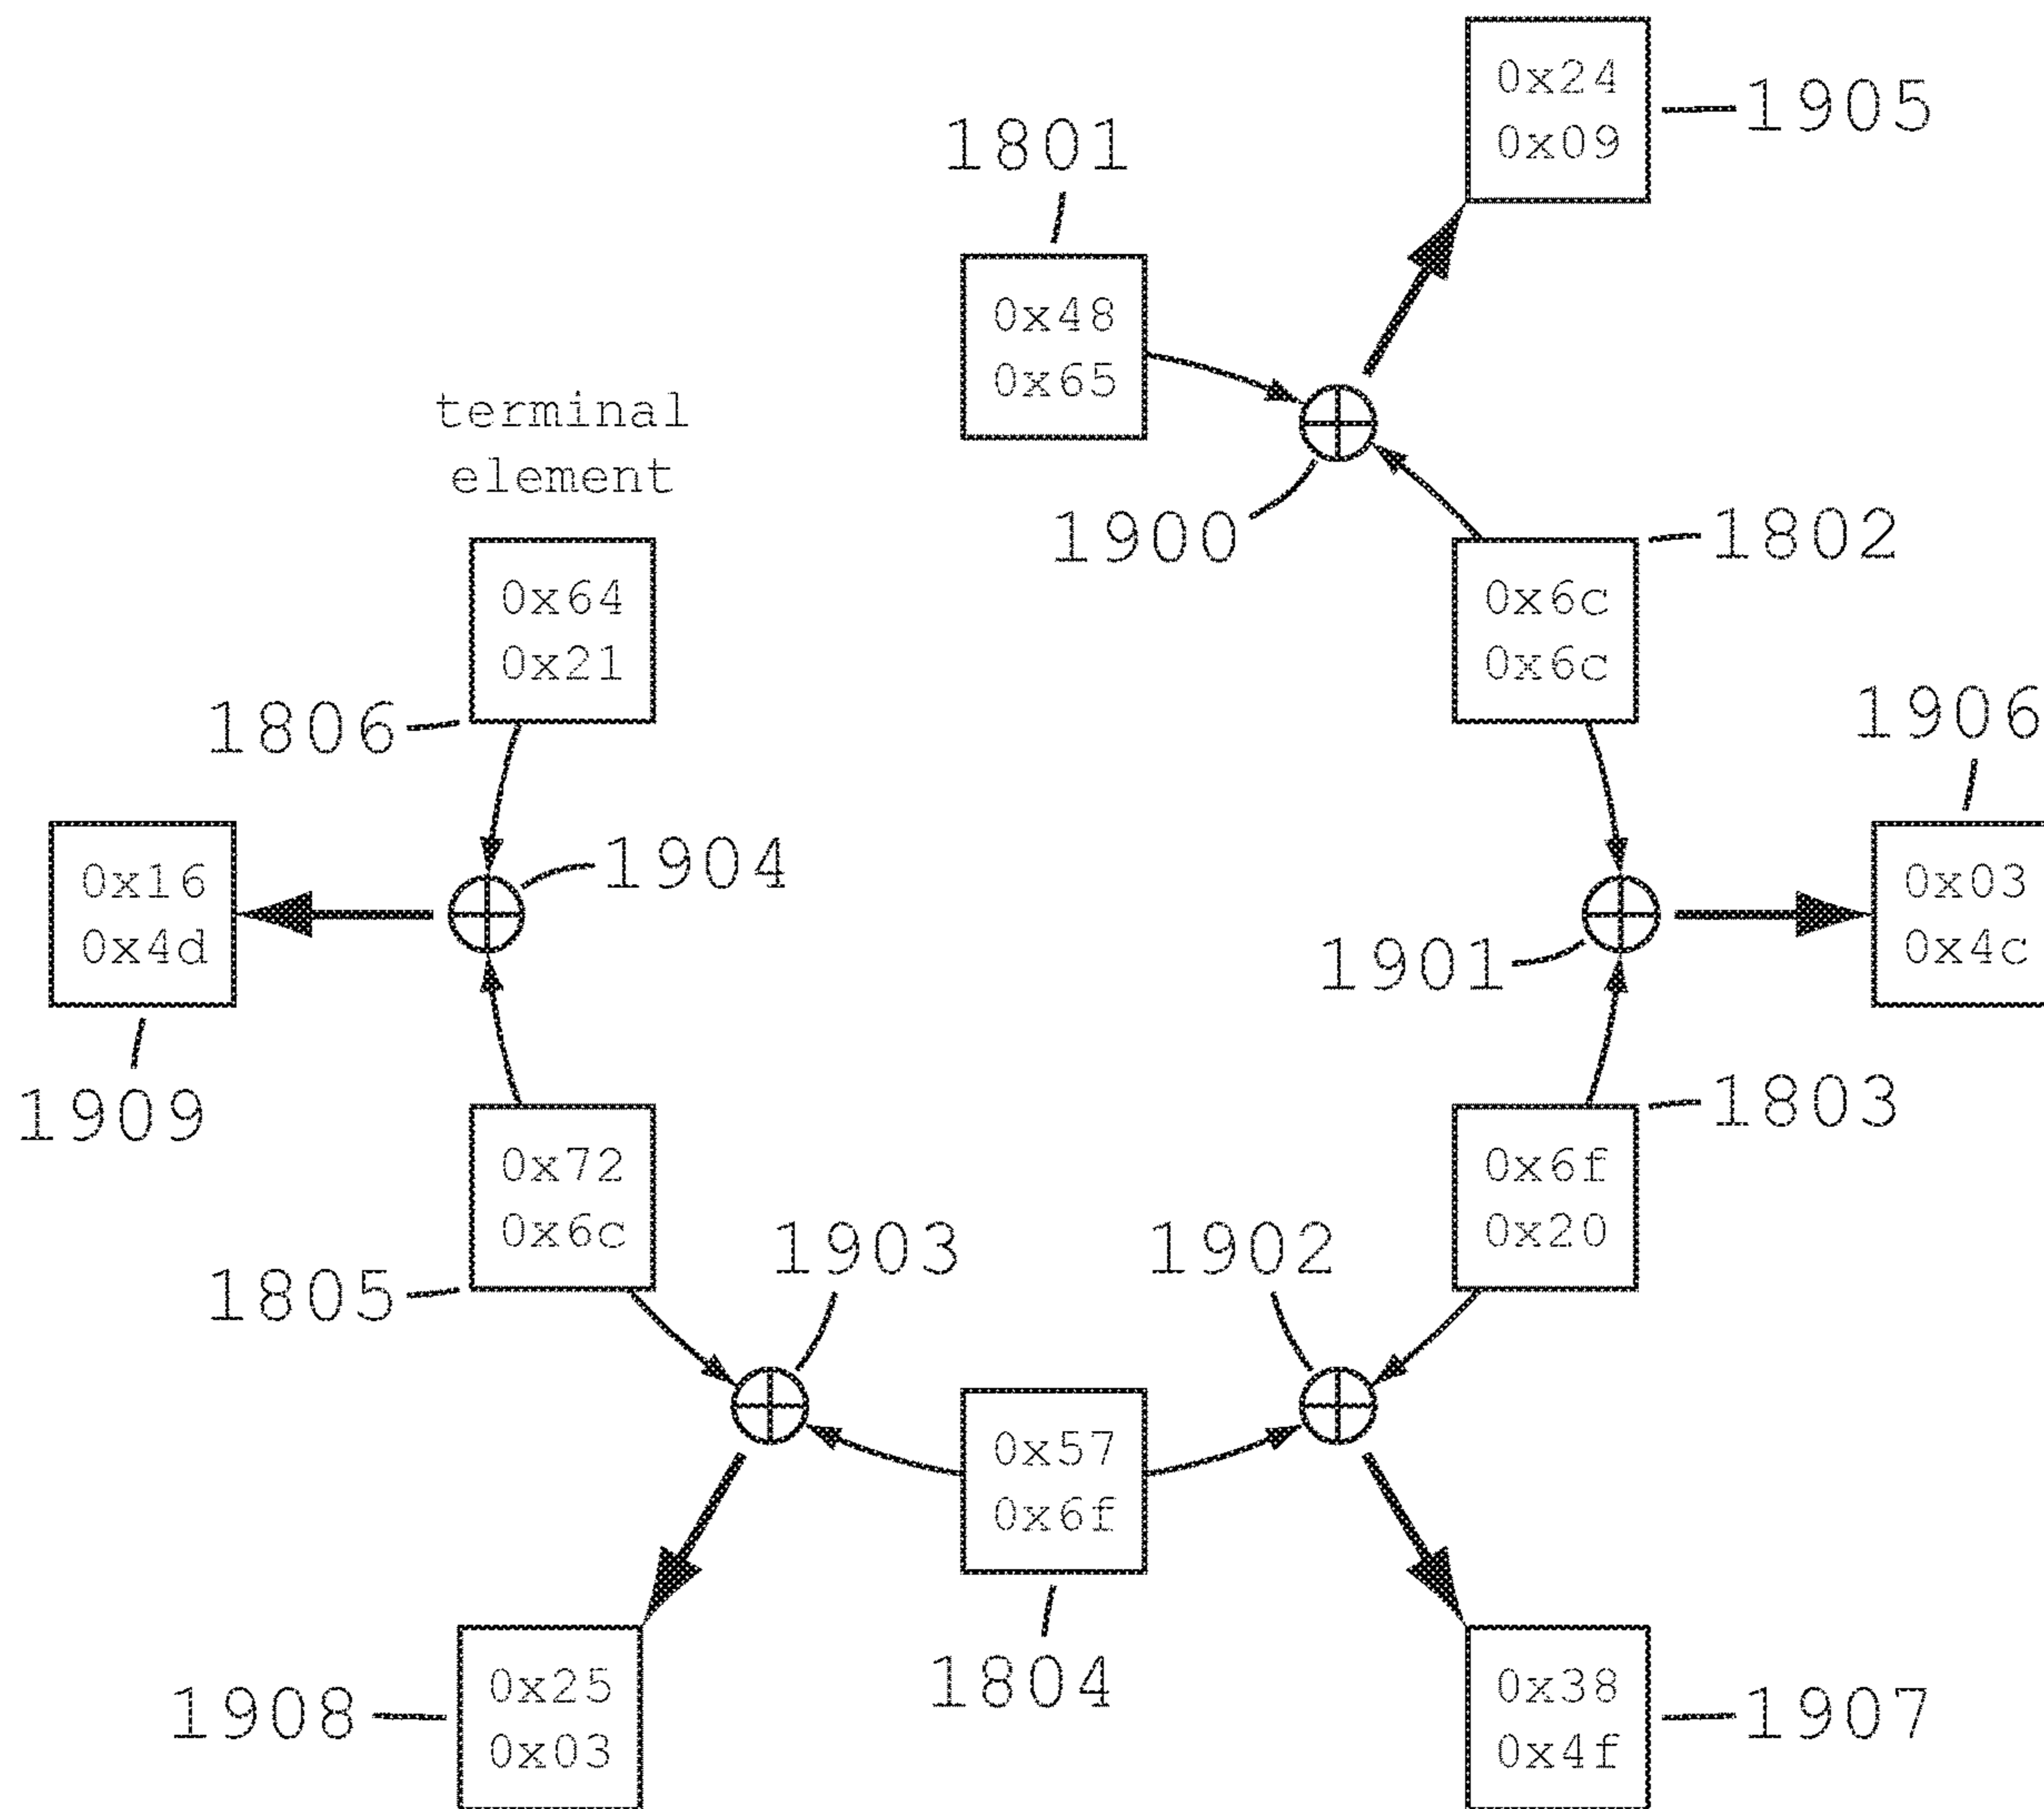 0x24
0x09
1905
1801
0x48
0x65
terminal
element
1900
1802
0x6c
0x6c
0x64
0x21
1806
1906
1904
0x16
0x4d
0x03
0x4c
1901
1909
1803
0x72
0x6c
0x6f
0x20
1903
1902
1805
0x57
0x6f
1804
1908
0x25
0x03
0x38
0x4f
1907